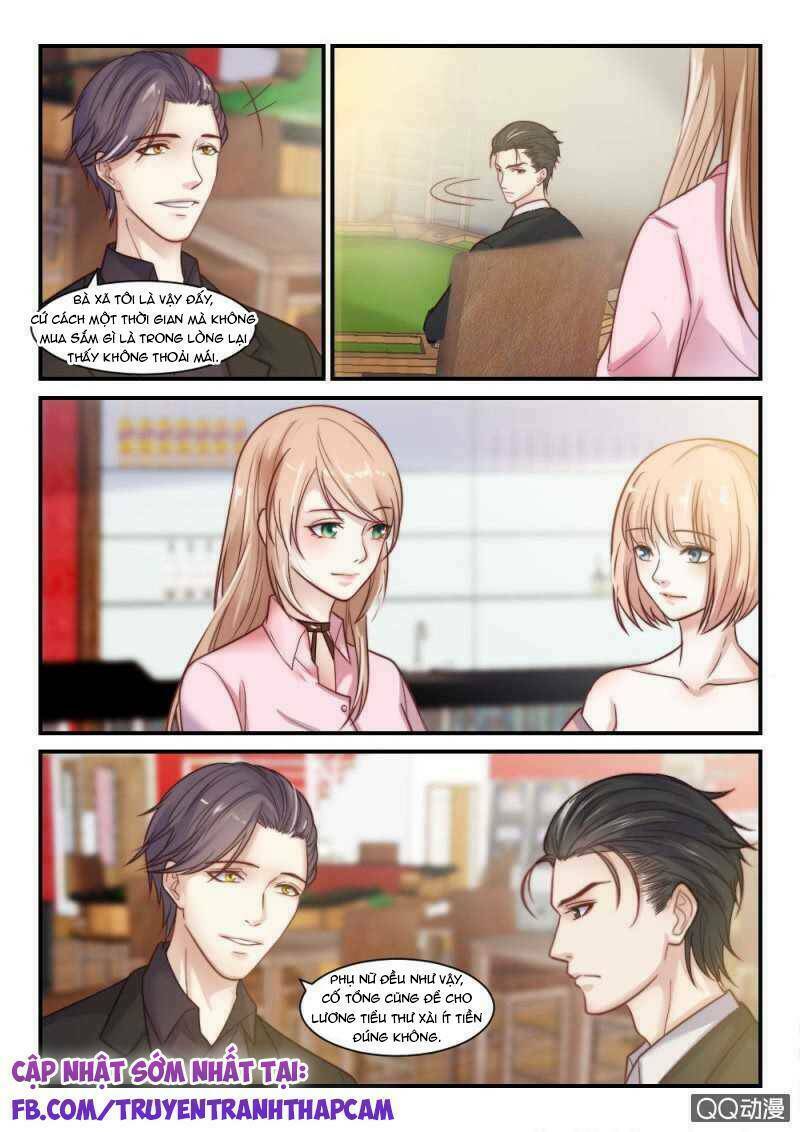 BÀ XÃ TÔI LÀ VẬY ĐẤY,
CỨ CÁCH MỘT THỜI GIAN MÀ KHÔNG
MUA SẮM GÌ LÀ TRONG LÒNG LẠI
THẤY KHÔNG THOẢI MÁI.
PHỤ NỮ ĐỀU NHƯ VẬY,
CỐ TỔNG CŨNG ĐỂ CHO
LƯƠNG TIỂU THƯ XÀI ÍT TIỀN
ĐÚNG KHÔNG.
CẬP NHẬT SỚM NHẤT TẠI:
FB.COM/TRUYENTRANHTHAPCAM
QQ动漫